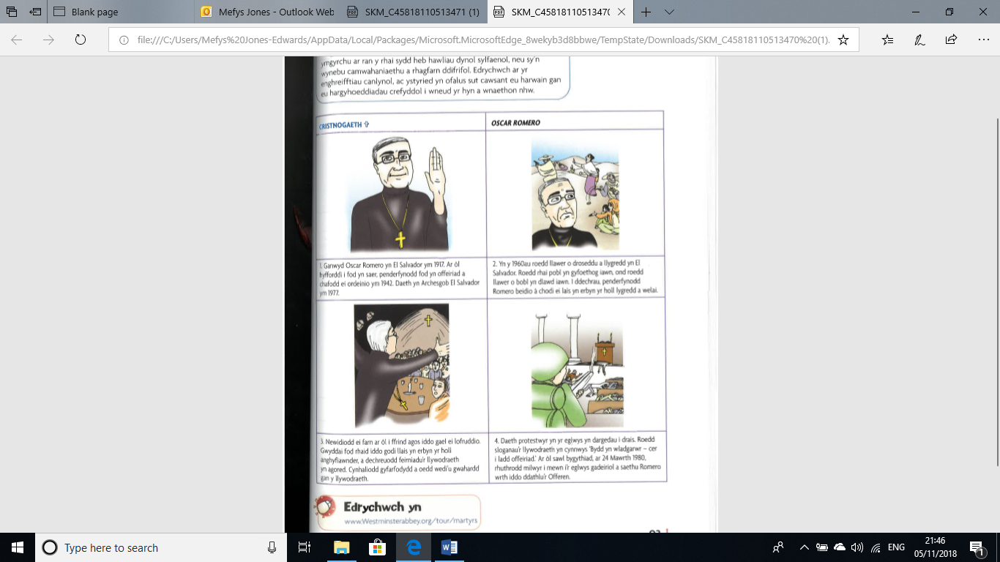 Blank page
Mefys Jones - Outlook Web
SKM_C45818110513471 (1)
SKM_C4581811051347
file:///C:/Users/Mefys%20Jones-Edwards/AppData/Local/Packages/Microsoft.MicrosoftEdge_8wekyb3d8bbwe/TempState/Downloads/SKM_C45818110513470%20(1).
ymgyrchu ar ran y rhai sydd heb hawliau dynol sylfaenol, neu sy'n
wynebu camwahaniaethu a rhagfarn ddifrifol. Edrychwch ar yr
enghreifftiau canlynol, ac ystyried yn ofalus sut cawsant eu harwain gan
eu hargyhoeddiadau crefyddol i wneud yr hyn a wnaethon nhw.
CRISTNOGAETH
OSCAR ROMERO
1. Ganwyd Oscar Romero yn El Salvador ym 1917. Ar ôl
hyfforddi i fod yn saer, penderfynodd fod yn offeiriad a
chafodd ei ordeinio ym 1942. Daeth yn Archesgob El Salvador
ym 1977.
2. Yn y 1960au roedd llawer o droseddu a llygredd yn El
Salvador. Roedd rhai pobl yn gyfoethog iawn, ond roedd
llawer o bobl yn dlawd iawn. I ddechrau, penderfynodd
Romero beidio â chodi ei lais yn erbyn yr holl lygredd a welai.
3. Newidiodd ei farn ar ôl i ffrind agos iddo gael ei lofruddio.
Gwyddai fod rhaid iddo godi llais yn erbyn yr holl
anghyfiawnder, a dechreuodd feirniadu'r llywodraeth
yn agored. Cynhaliodd gyfarfodydd a oedd wedi'u gwahardd
gan y llywodraeth.
4. Daeth protestwyr yn yr eglwys yn dargedau i drais. Roedd
sloganau'r llywodraeth yn cynnwys 'Bydd yn wladgarwr – cer
i ladd offeiriad.' Ar ôl sawl bygythiad, ar 24 Mawrth 1980,
rhuthrodd milwyr i mewn i'r eglwys gadeiriol a saethu Romero
wrth iddo ddathlu'r Offeren.
Edrychwch yn
www.Westminsterabbey.org/tour/martyrs
Type here to search
ENG
21:46
05/11/2018
1